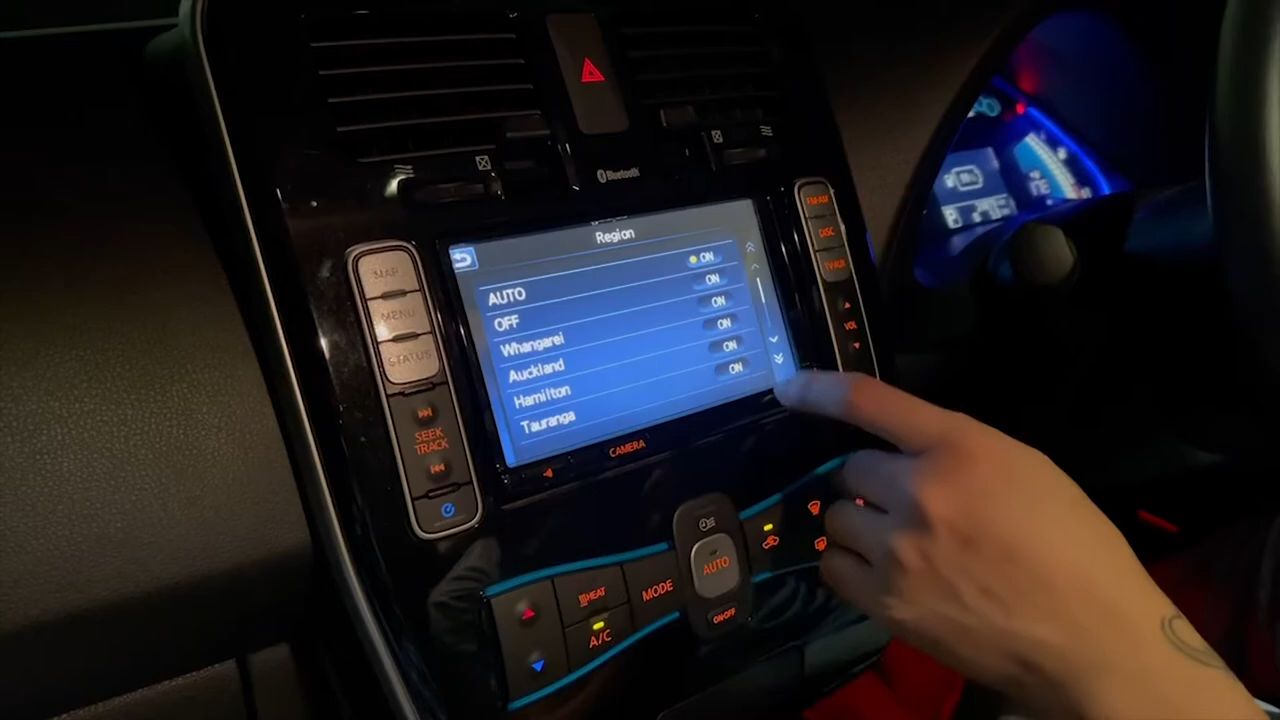 Bluetooth
Region
AUTO ON
OFF ON
Whangarei ON
Auckland ON
Hamilton ON
Tauranga ON
MAP
MENU
STATUS
SEEK
TRACK
CAMERA
FM·AM
DISC
TV·AUX
VOL
HEAT
A/C
MODE
AUTO
ON·OFF
P